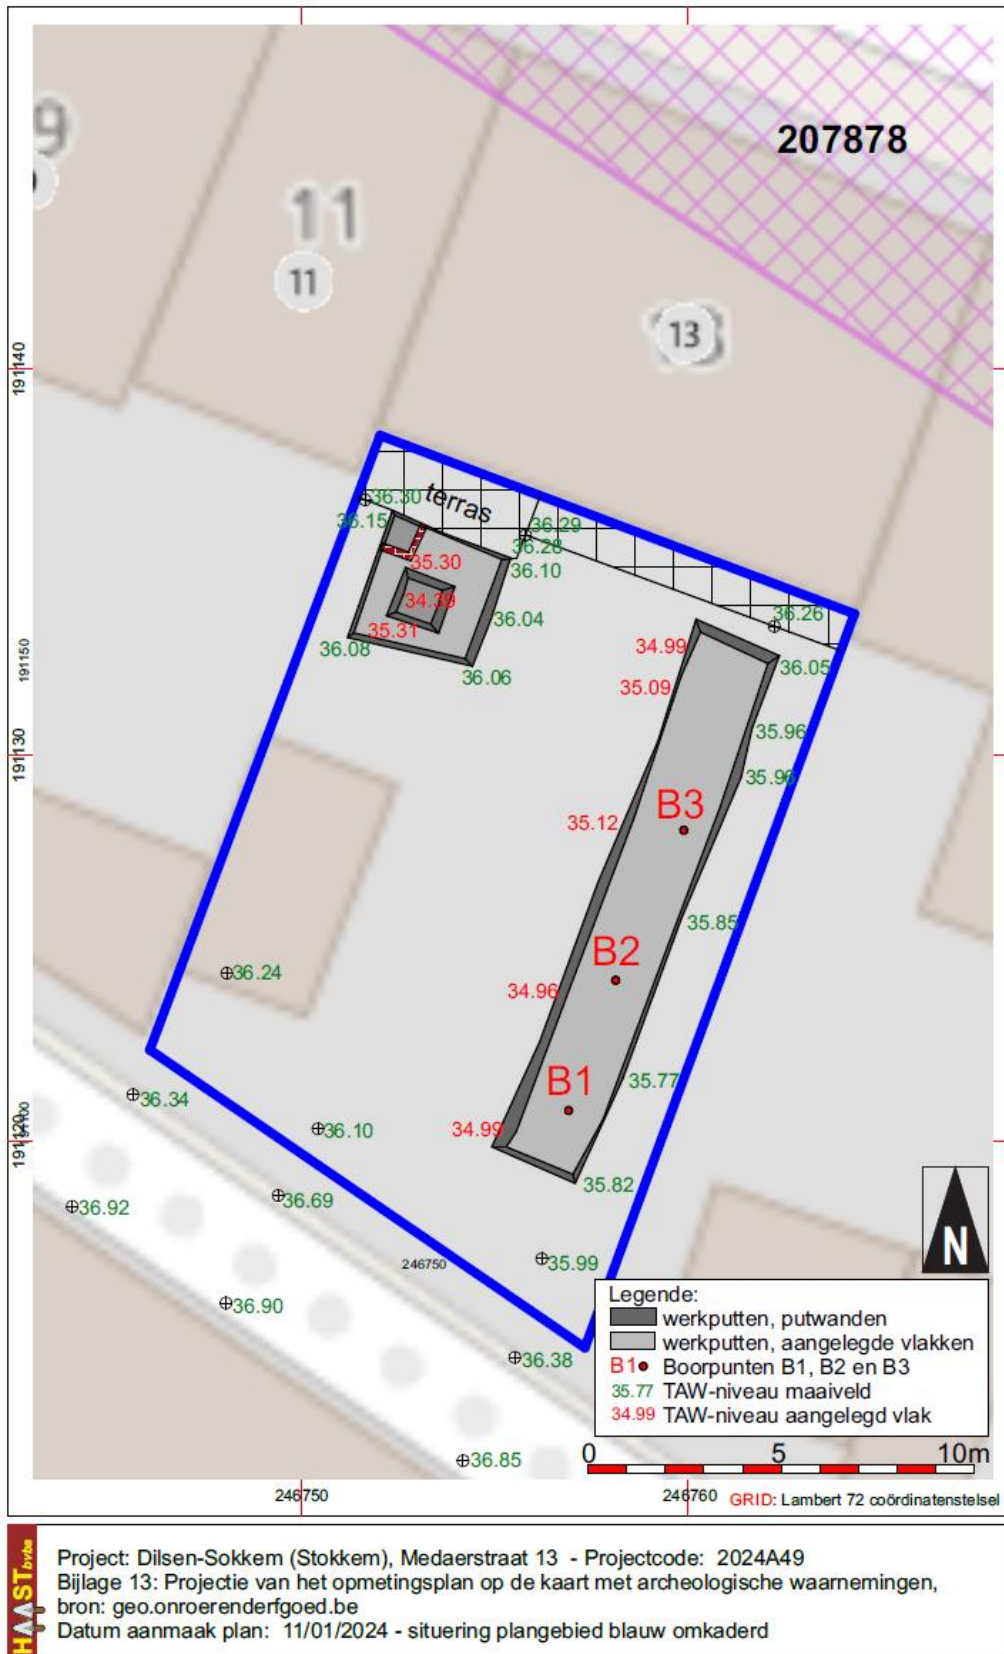 207878
9
11
11
13
191140
36.30
terras
36.15
36.29
36.28
35.30
36.10
34.39
36.04
35.31
36.26
36.08
34.99
36.05
191150
36.06
35.09
35.96
191130
B3
35.12
35.85
B2
36.24
34.96
B1
35.77
36.34
36.10
34.99
191120
35.82
36.69
36.92
N
246750
35.99
36.90
36.38
36.85
Legende:
werkputten, putwanden
werkputten, aangelegde vlakken
B1 Boorpunten B1, B2 en B3
35.77 TAW-niveau maaiveld
34.99 TAW-niveau aangelegd vlak
0 5 10m
246750 246760 GRID: Lambert 72 coördinatenstelsel
HAAST bvba
Project: Dilsen-Sokkem (Stokkem), Medaerstraat 13 - Projectcode: 2024A49
Bijlage 13: Projectie van het opmetingsplan op de kaart met archeologische waarnemingen,
bron: geo.onroerenderfgoed.be
Datum aanmaak plan: 11/01/2024 - situering plangebied blauw omkaderd